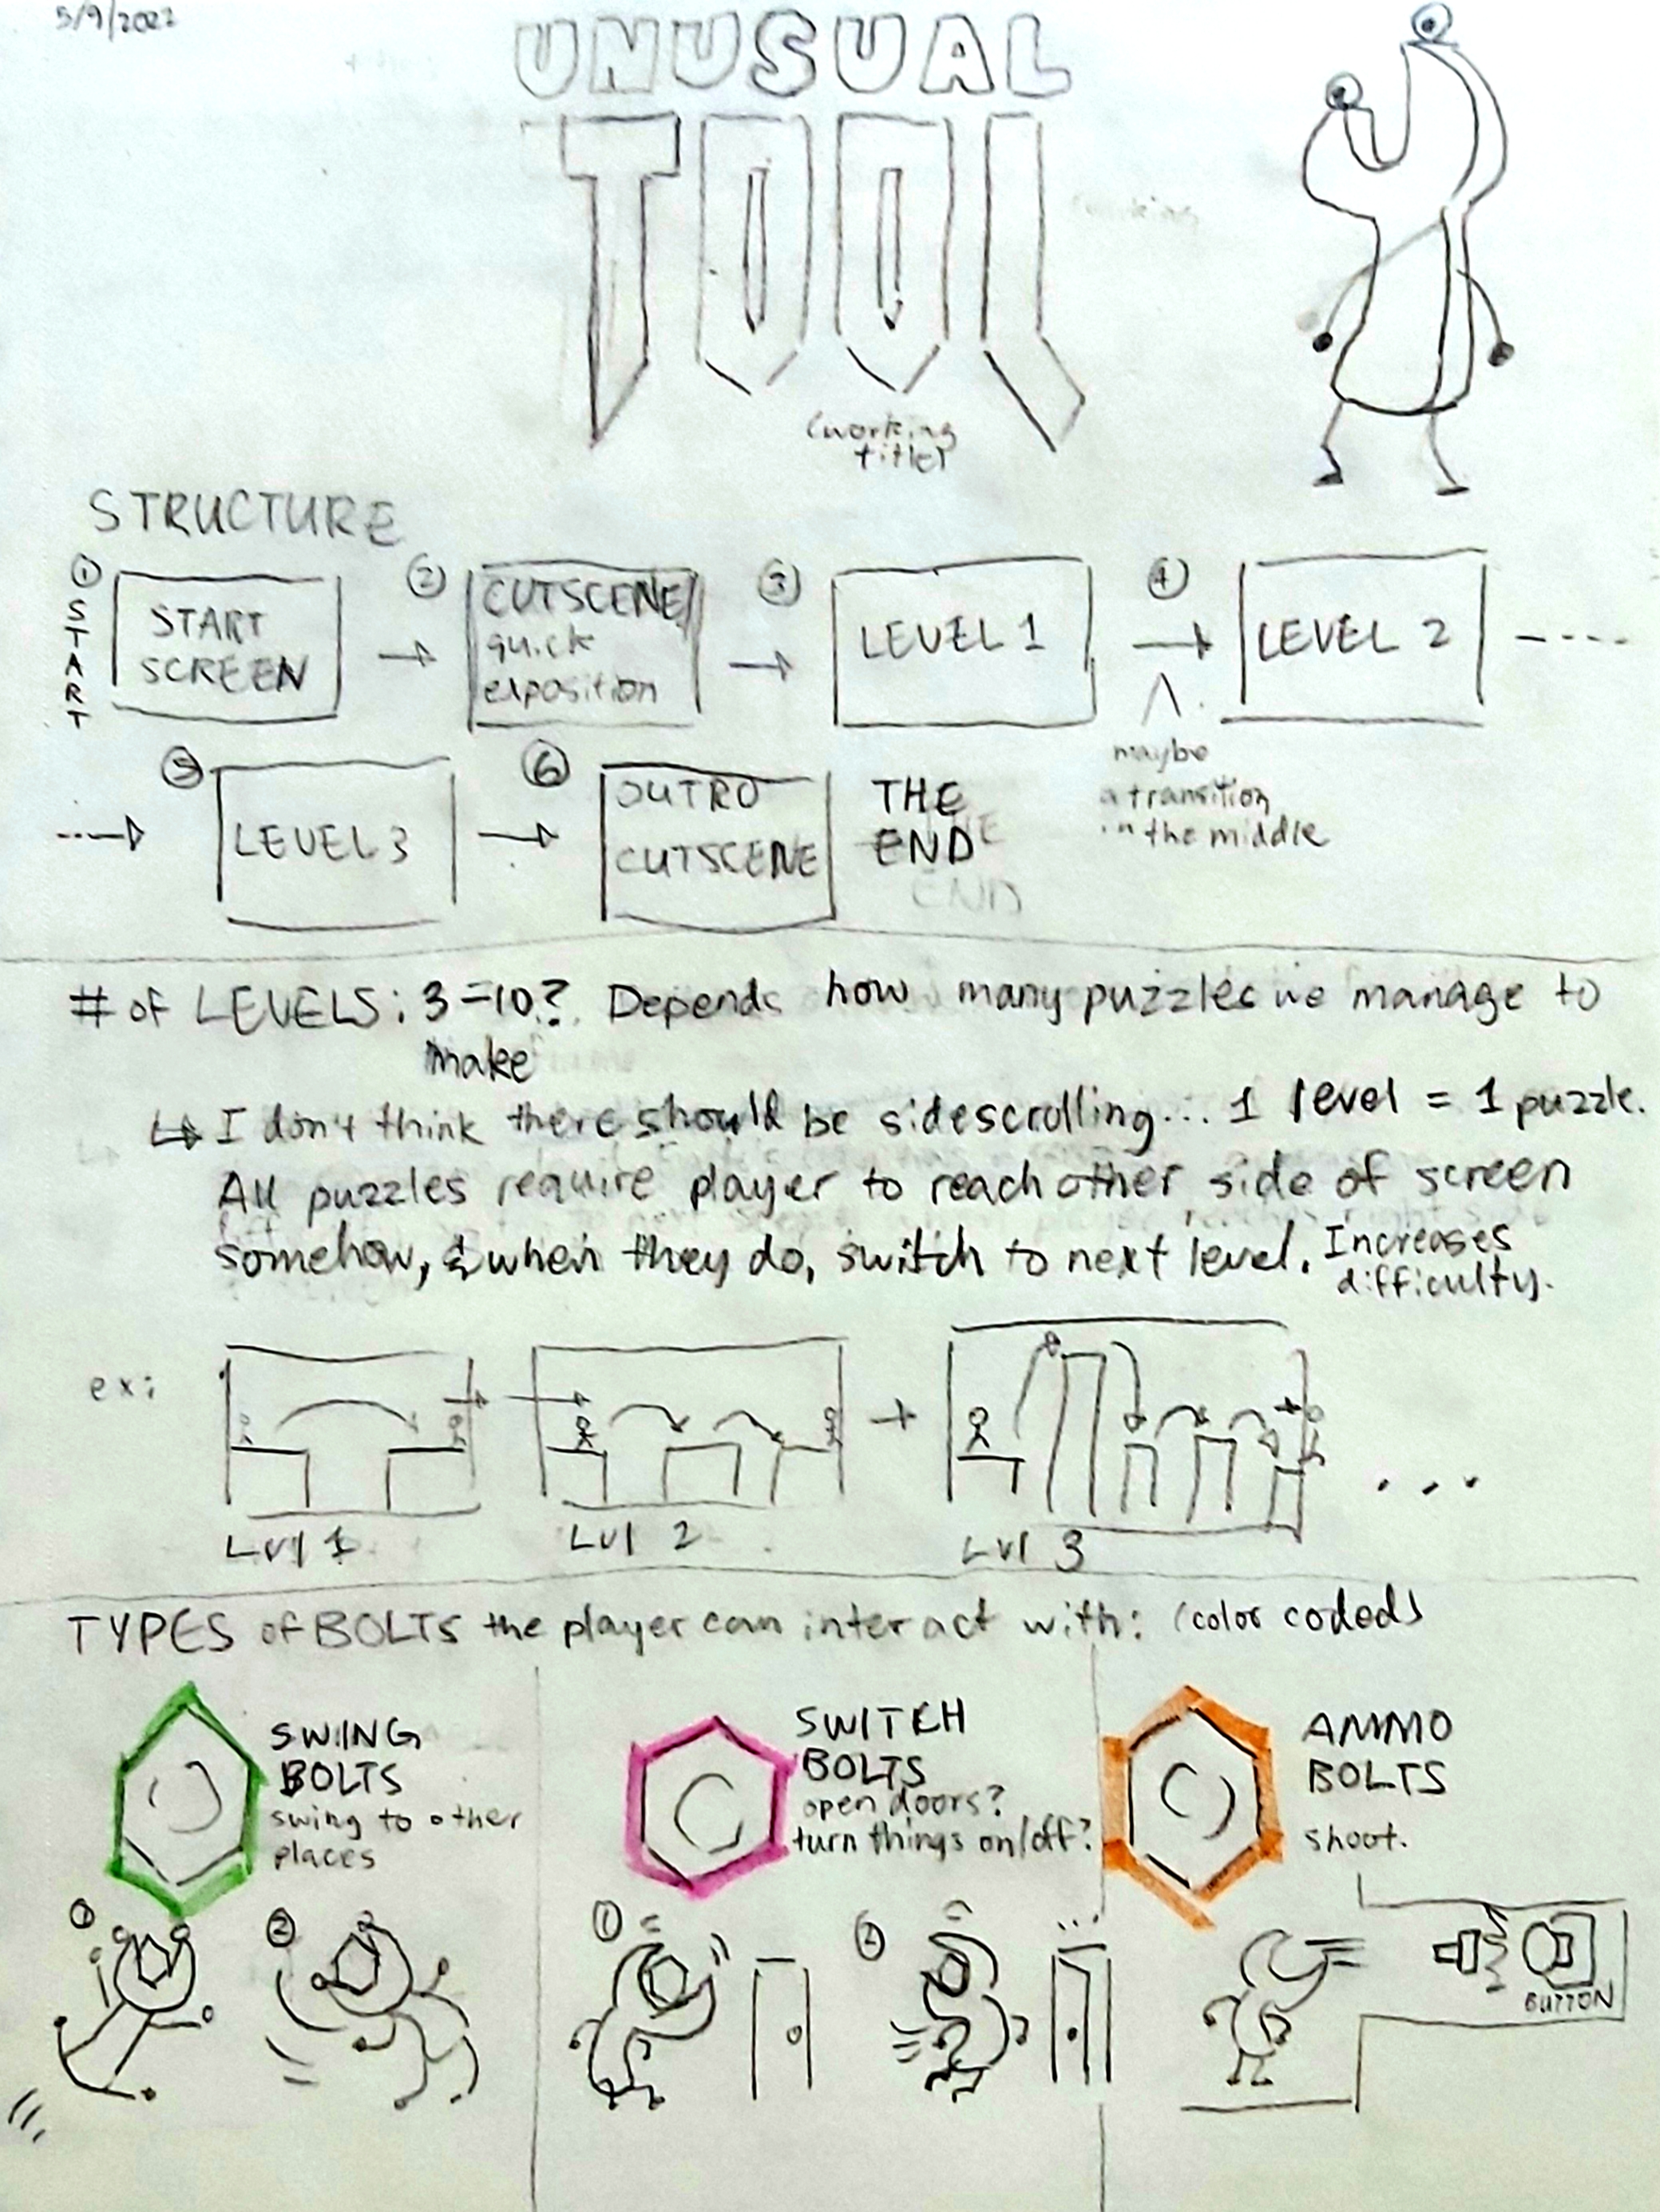 5/9/2022
UNUSUAL
TOOL
(working
title)
STRUCTURE
① START
START
SCREEN
②
CUTSCENE
quick
exposition
③
LEVEL 1
④
LEVEL 2
maybe
a transition
in the middle
⑤
LEVEL 3
⑥
OUTRO
CUTSCENE
THE
END
# of LEVELS: 3-10? Depends how many puzzles we manage to
make
↳ I don't think there should be sidescrolling... 1 level = 1 puzzle.
All puzzles require player to reach other side of screen
somehow, & when they do, switch to next level. Increases
difficulty.
ex:
Lvl 1
Lvl 2
Lvl 3
...
TYPES of BOLTS the player can interact with: (color coded)
SWING
BOLTS
swing to other
places
① ②
SWITCH
BOLTS
open doors?
turn things on/off?
① ②
AMMO
BOLTS
shoot.
BUTTON